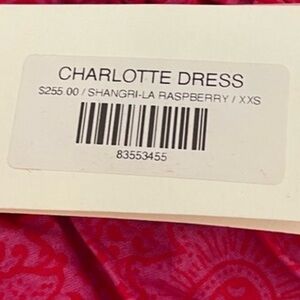 CHARLOTTE DRESS
$255.00 / SHANGRI-LA RASPBERRY / XXS
83553455